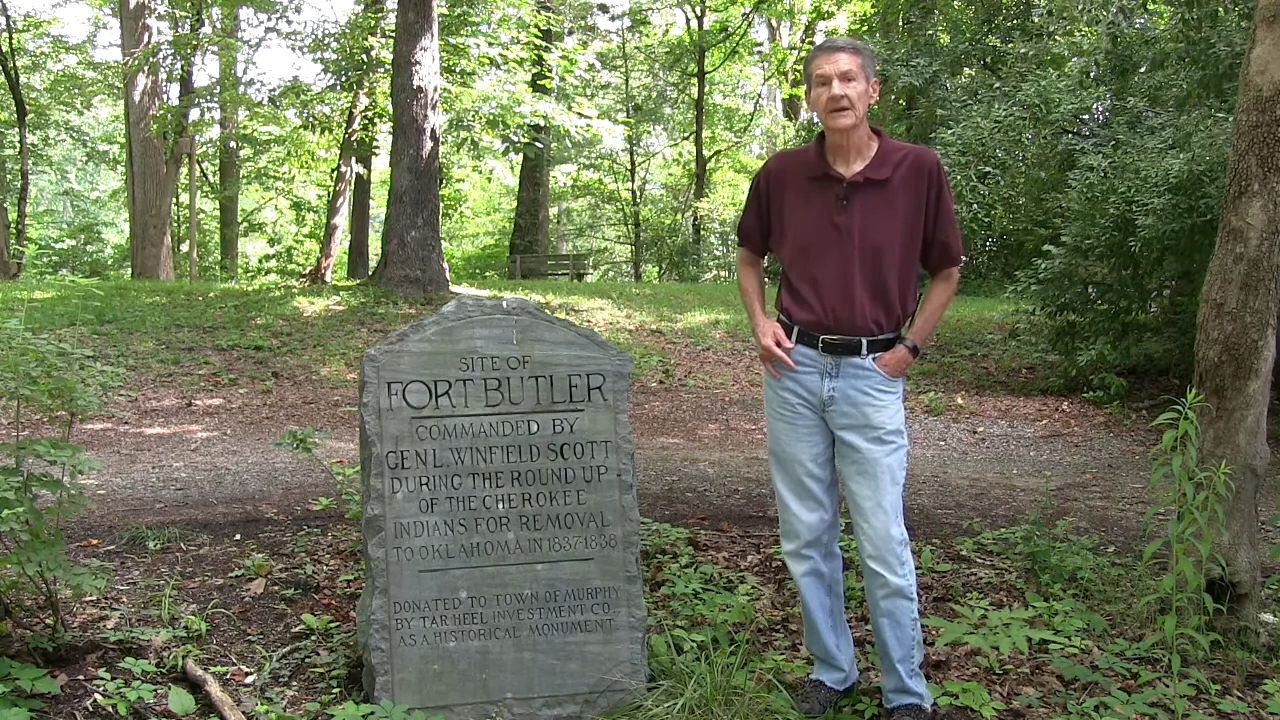 SITE OF
FORT BUTLER
COMMANDED BY
GENL. WINFIELD SCOTT
DURING THE ROUND UP
OF THE CHEROKEE
INDIANS FOR REMOVAL
TO OKLAHOMA IN 1837-1838
DONATED TO TOWN OF MURPHY
BY TAR HEEL INVESTMENT CO.,
AS A HISTORICAL MONUMENT.